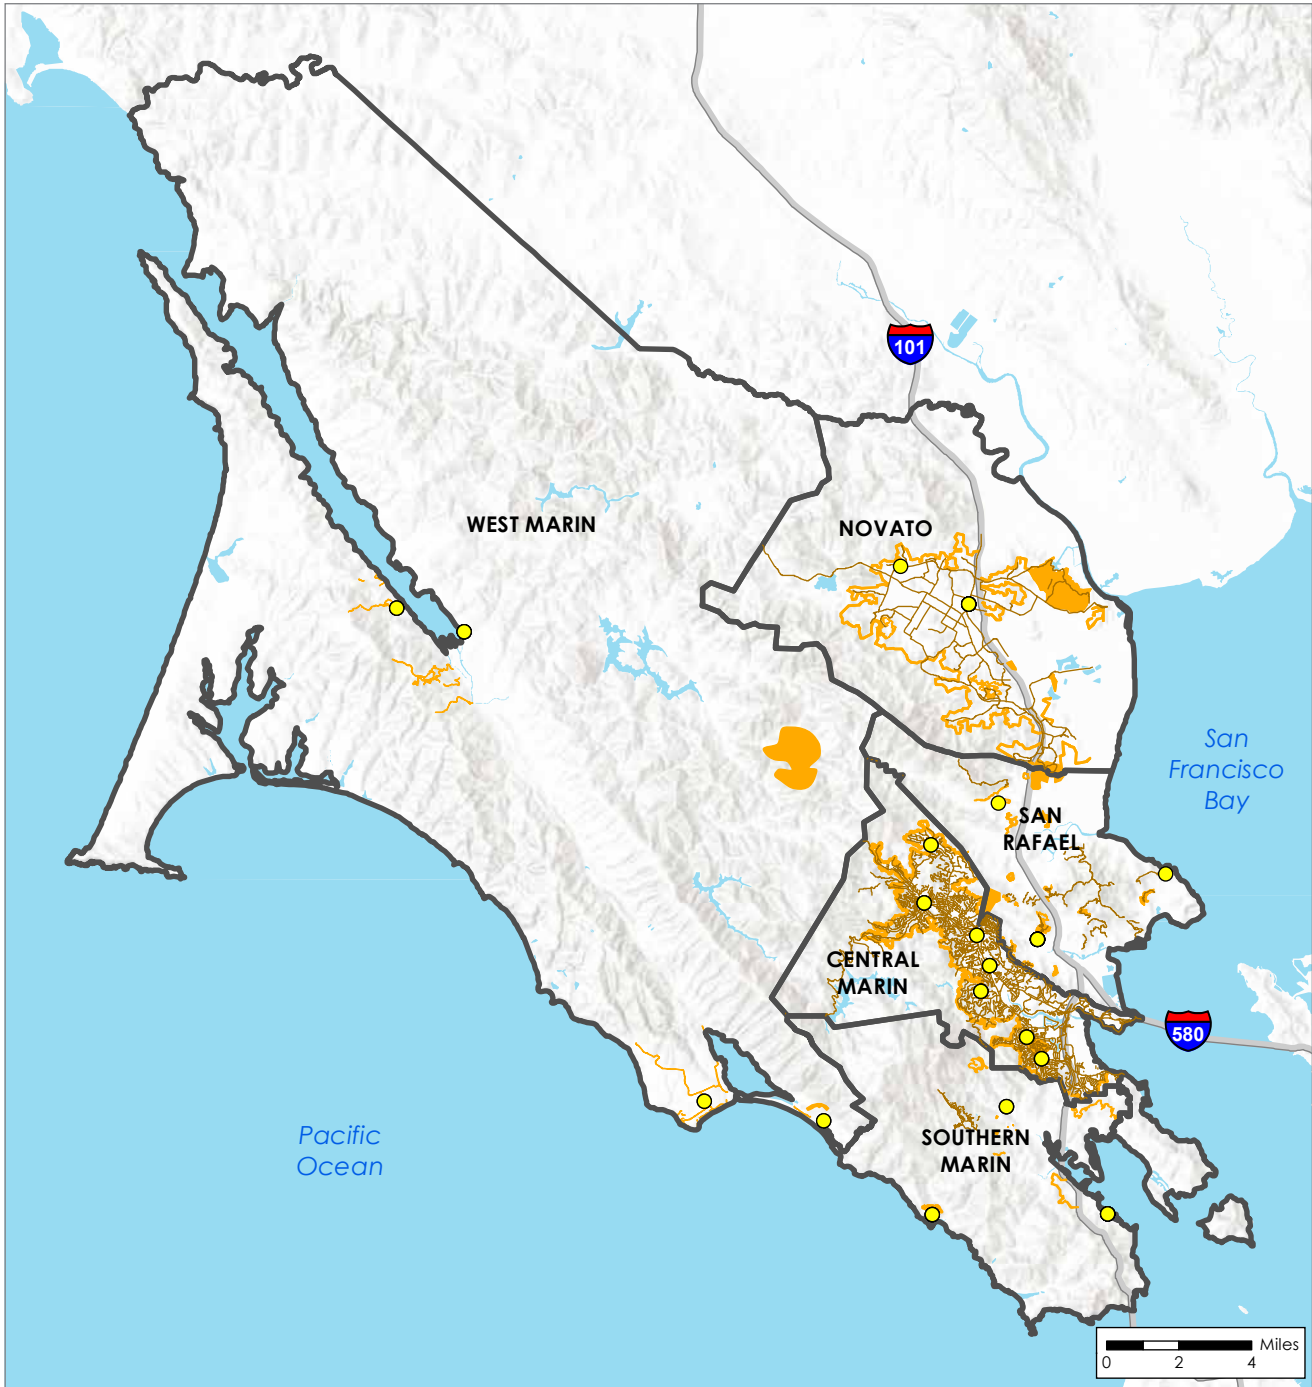 101
WEST MARIN
NOVATO
San
Francisco
Bay
SAN
RAFAEL
CENTRAL
MARIN
580
Pacific
Ocean
SOUTHERN
MARIN
Miles
0 2 4